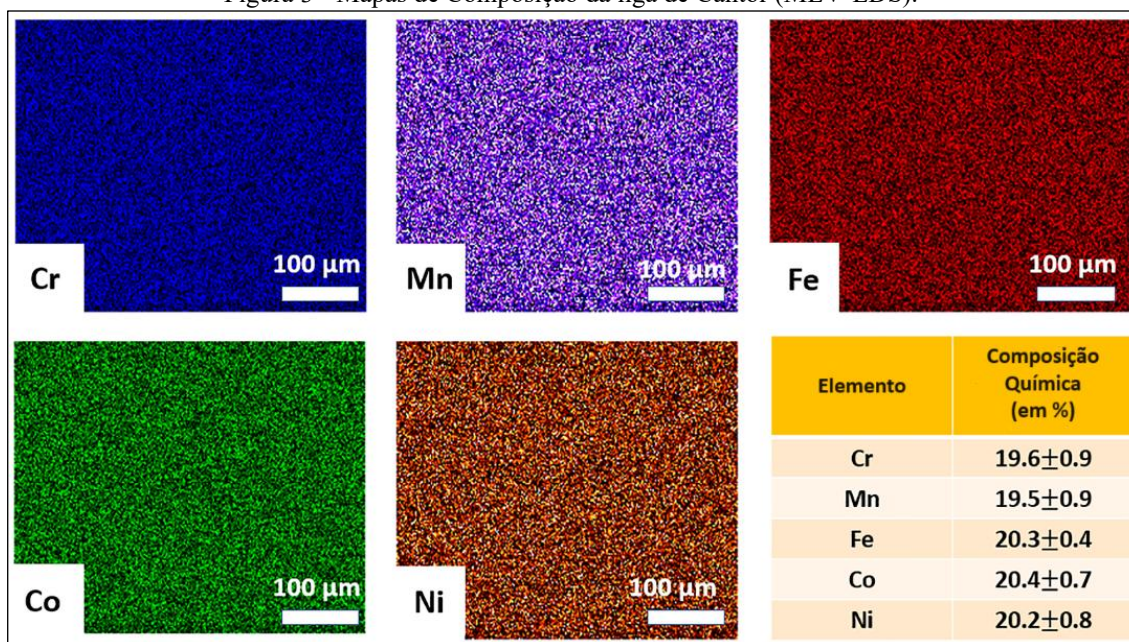 100 µm
100 µm
100 µm
Cr
Mn
Fe
100 µm
100 µm
Co
Ni
Elemento
Composição
Química
(em %)
Cr 19.6±0.9
Mn 19.5±0.9
Fe 20.3±0.4
Co 20.4±0.7
Ni 20.2±0.8